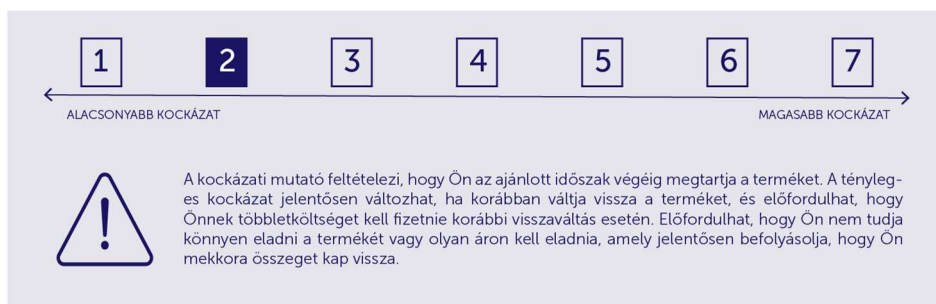 1 2 3 4 5 6 7
ALACSONYABB KOCKÁZAT MAGASABB KOCKÁZAT
A kockázati mutató feltételezi, hogy Ön az ajánlott időszak végéig megtartja a terméket. A tényleg-
es kockázat jelentősen változhat, ha korábban váltja vissza a terméket, és előfordulhat, hogy
Önnek többletköltséget kell fizetnie korábbi visszaváltás esetén. Előfordulhat, hogy Ön nem tudja
könnyen eladni a termékét vagy olyan áron kell eladnia, amely jelentősen befolyásolja, hogy Ön
mekkora összeget kap vissza.